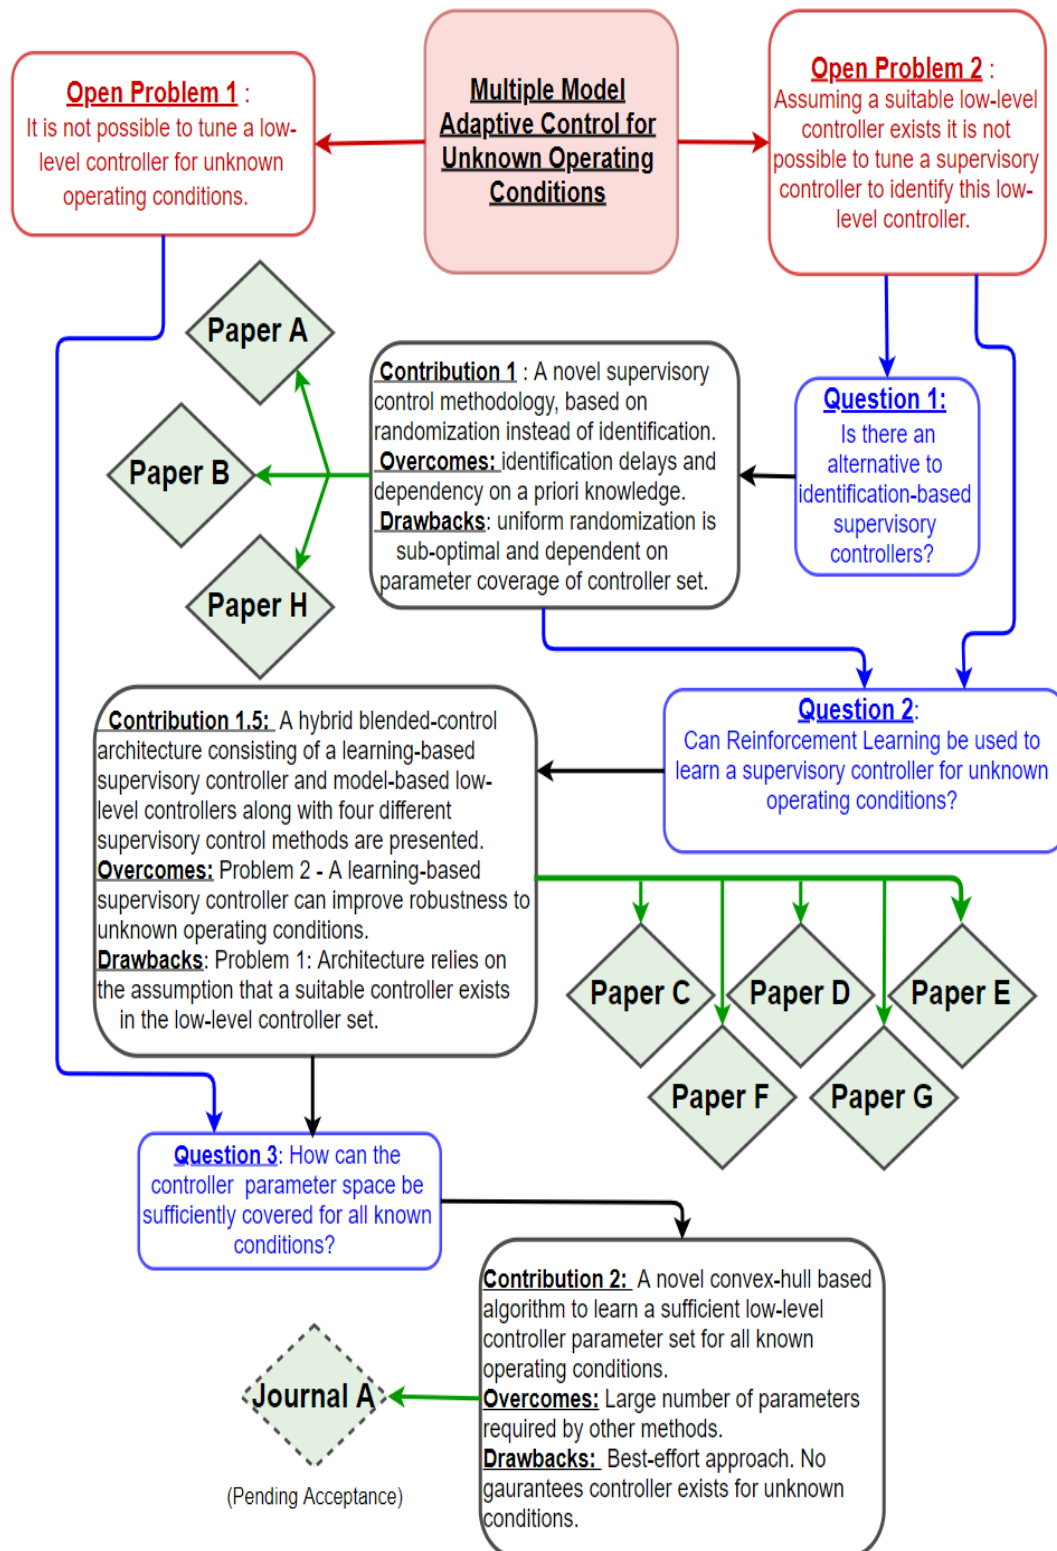 Multiple Model
Adaptive Control for
Unknown Operating
Conditions
Open Problem 1 :
It is not possible to tune a low-
level controller for unknown
operating conditions.
Open Problem 2 :
Assuming a suitable low-level
controller exists it is not
possible to tune a supervisory
controller to identify this low-
level controller.
Paper A
Paper B
Paper H
Contribution 1 : A novel supervisory
control methodology, based on
randomization instead of identification.
Overcomes: identification delays and
dependency on a priori knowledge.
Drawbacks: uniform randomization is
sub-optimal and dependent on
parameter coverage of controller set.
Question 1:
Is there an
alternative to
identification-based
supervisory
controllers?
Contribution 1.5: A hybrid blended-control
architecture consisting of a learning-based
supervisory controller and model-based low-
level controllers along with four different
supervisory control methods are presented.
Overcomes: Problem 2 - A learning-based
supervisory controller can improve robustness to
unknown operating conditions.
Drawbacks: Problem 1: Architecture relies on
the assumption that a suitable controller exists
in the low-level controller set.
Question 2:
Can Reinforcement Learning be used to
learn a supervisory controller for unknown
operating conditions?
Paper C
Paper D
Paper E
Paper F
Paper G
Question 3: How can the
controller parameter space be
sufficiently covered for all known
conditions?
Contribution 2: A novel convex-hull based
algorithm to learn a sufficient low-level
controller parameter set for all known
operating conditions.
Overcomes: Large number of parameters
required by other methods.
Drawbacks: Best-effort approach. No
gaurantees controller exists for unknown
conditions.
Journal A
(Pending Acceptance)